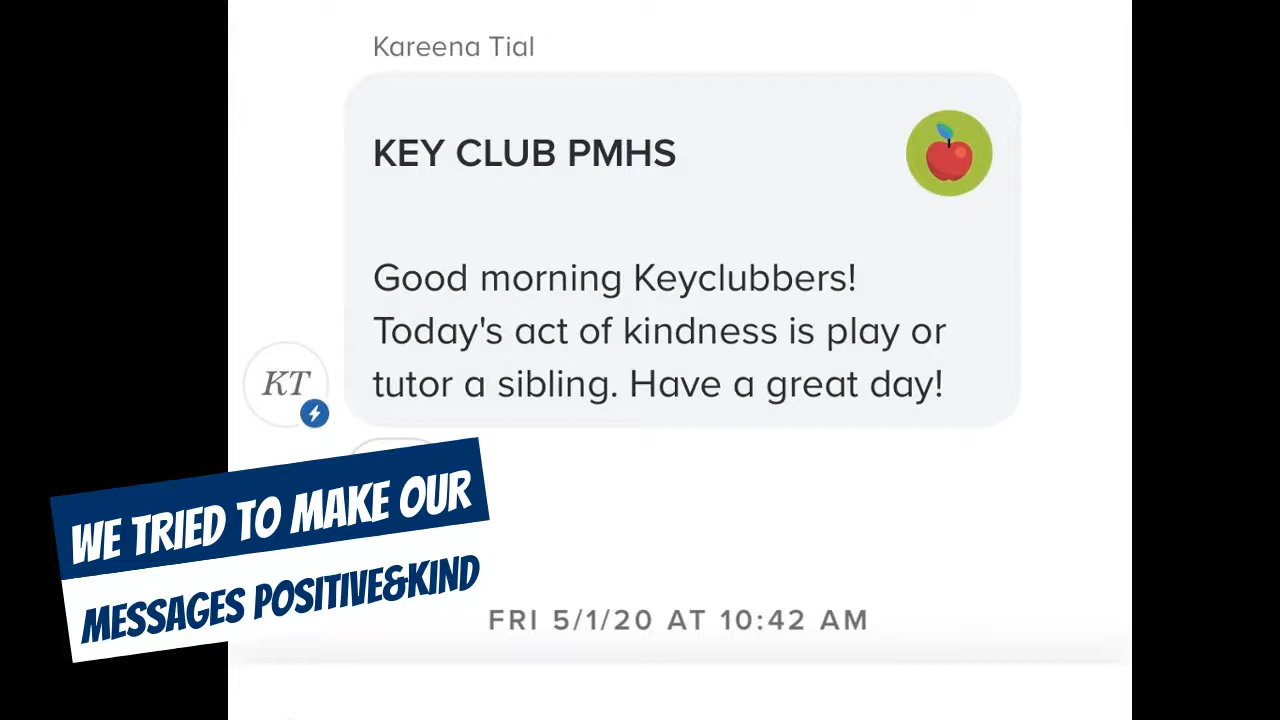 Kareena Tial
KEY CLUB PMHS
Good morning Keyclubbers!
Today's act of kindness is play or
tutor a sibling. Have a great day!
KT
WE TRIED TO MAKE OUR
MESSAGES POSITIVE&KIND
FRI 5/1/20 AT 10:42 AM